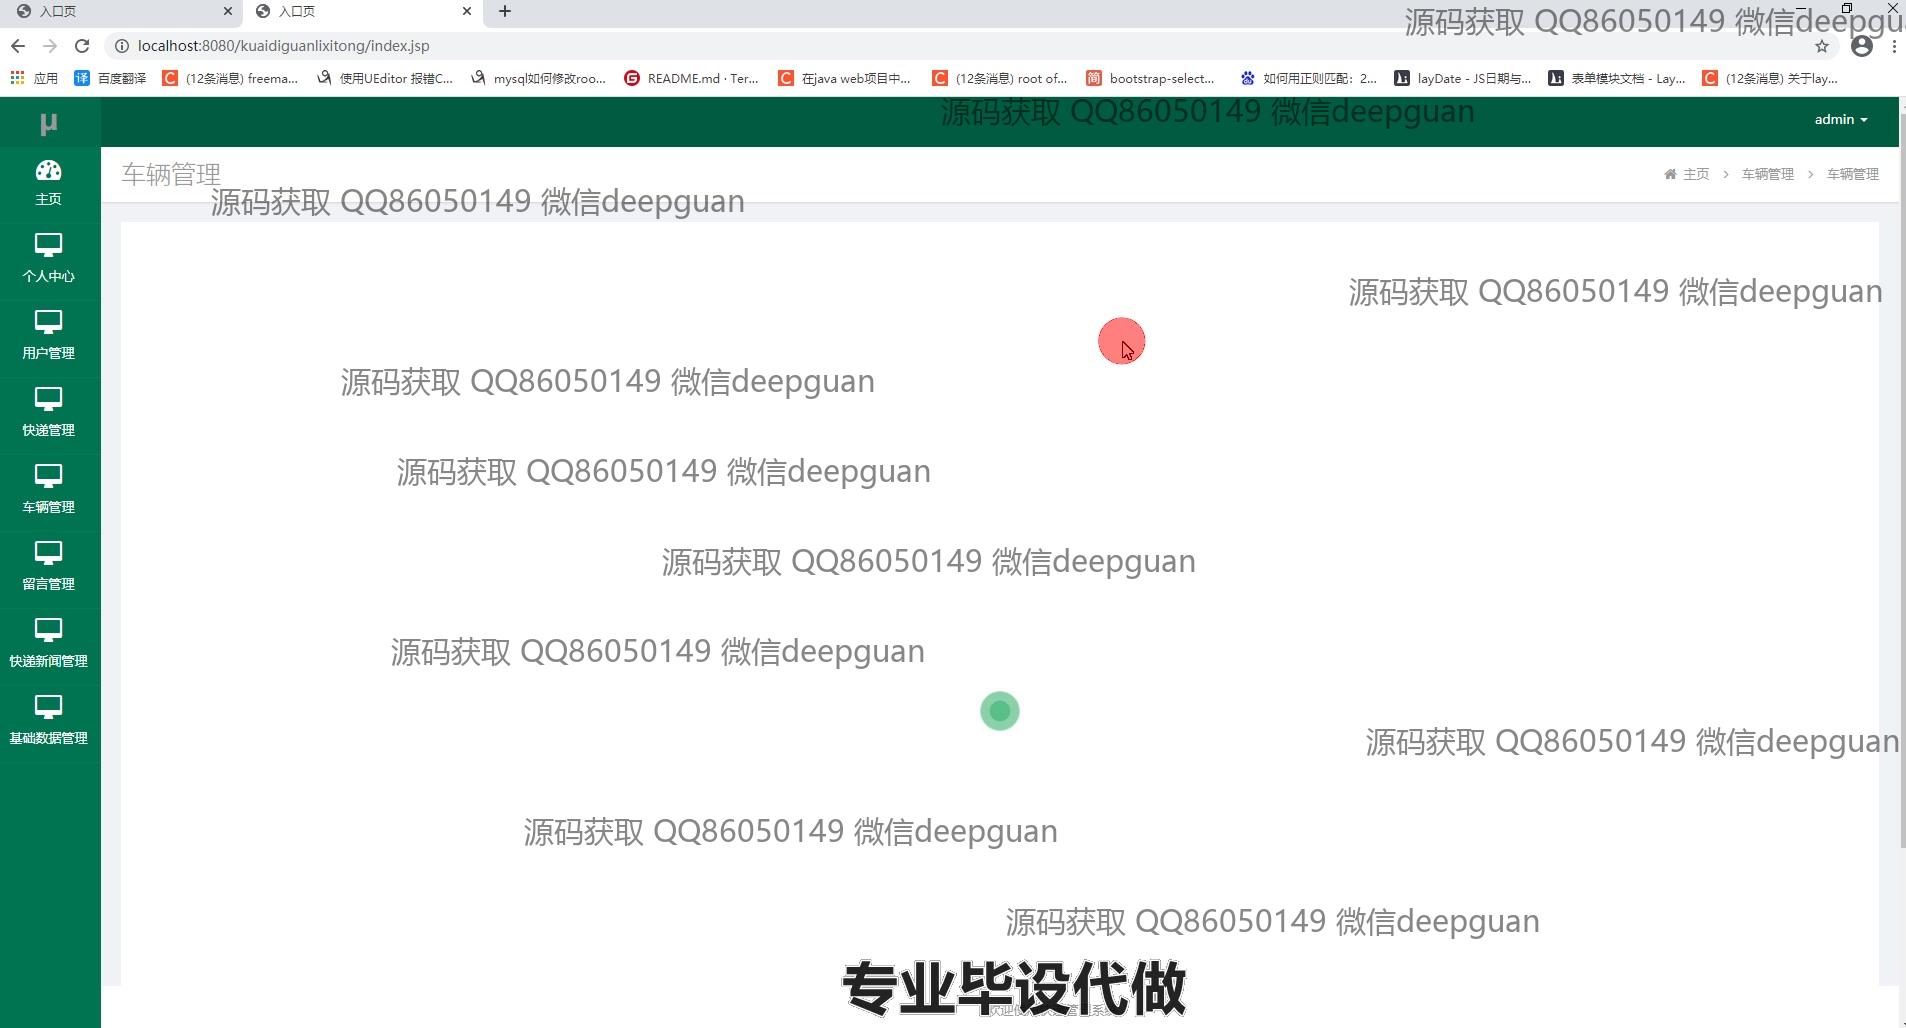 入口页
入口页
源码获取 QQ86050149 微信deepgu
localhost:8080/kuaidiguanlixitong/index.jsp
应用 百度翻译 (12条消息) freema... 使用UEditor 报错C... mysql如何修改roo... README.md · Ter... 在java web项目中... (12条消息) root of... bootstrap-select... 如何用正则匹配：2... layDate - JS日期与... 表单模块文档 - Lay... (12条消息) 关于lay...
μ
源码获取 QQ86050149 微信deepguan
admin
主页
车辆管理
主页 > 车辆管理 > 车辆管理
源码获取 QQ86050149 微信deepguan
个人中心
源码获取 QQ86050149 微信deepguan
用户管理
源码获取 QQ86050149 微信deepguan
快递管理
源码获取 QQ86050149 微信deepguan
车辆管理
源码获取 QQ86050149 微信deepguan
留言管理
源码获取 QQ86050149 微信deepguan
快递新闻管理
基础数据管理
源码获取 QQ86050149 微信deepguan
源码获取 QQ86050149 微信deepguan
源码获取 QQ86050149 微信deepguan
专业毕设代做